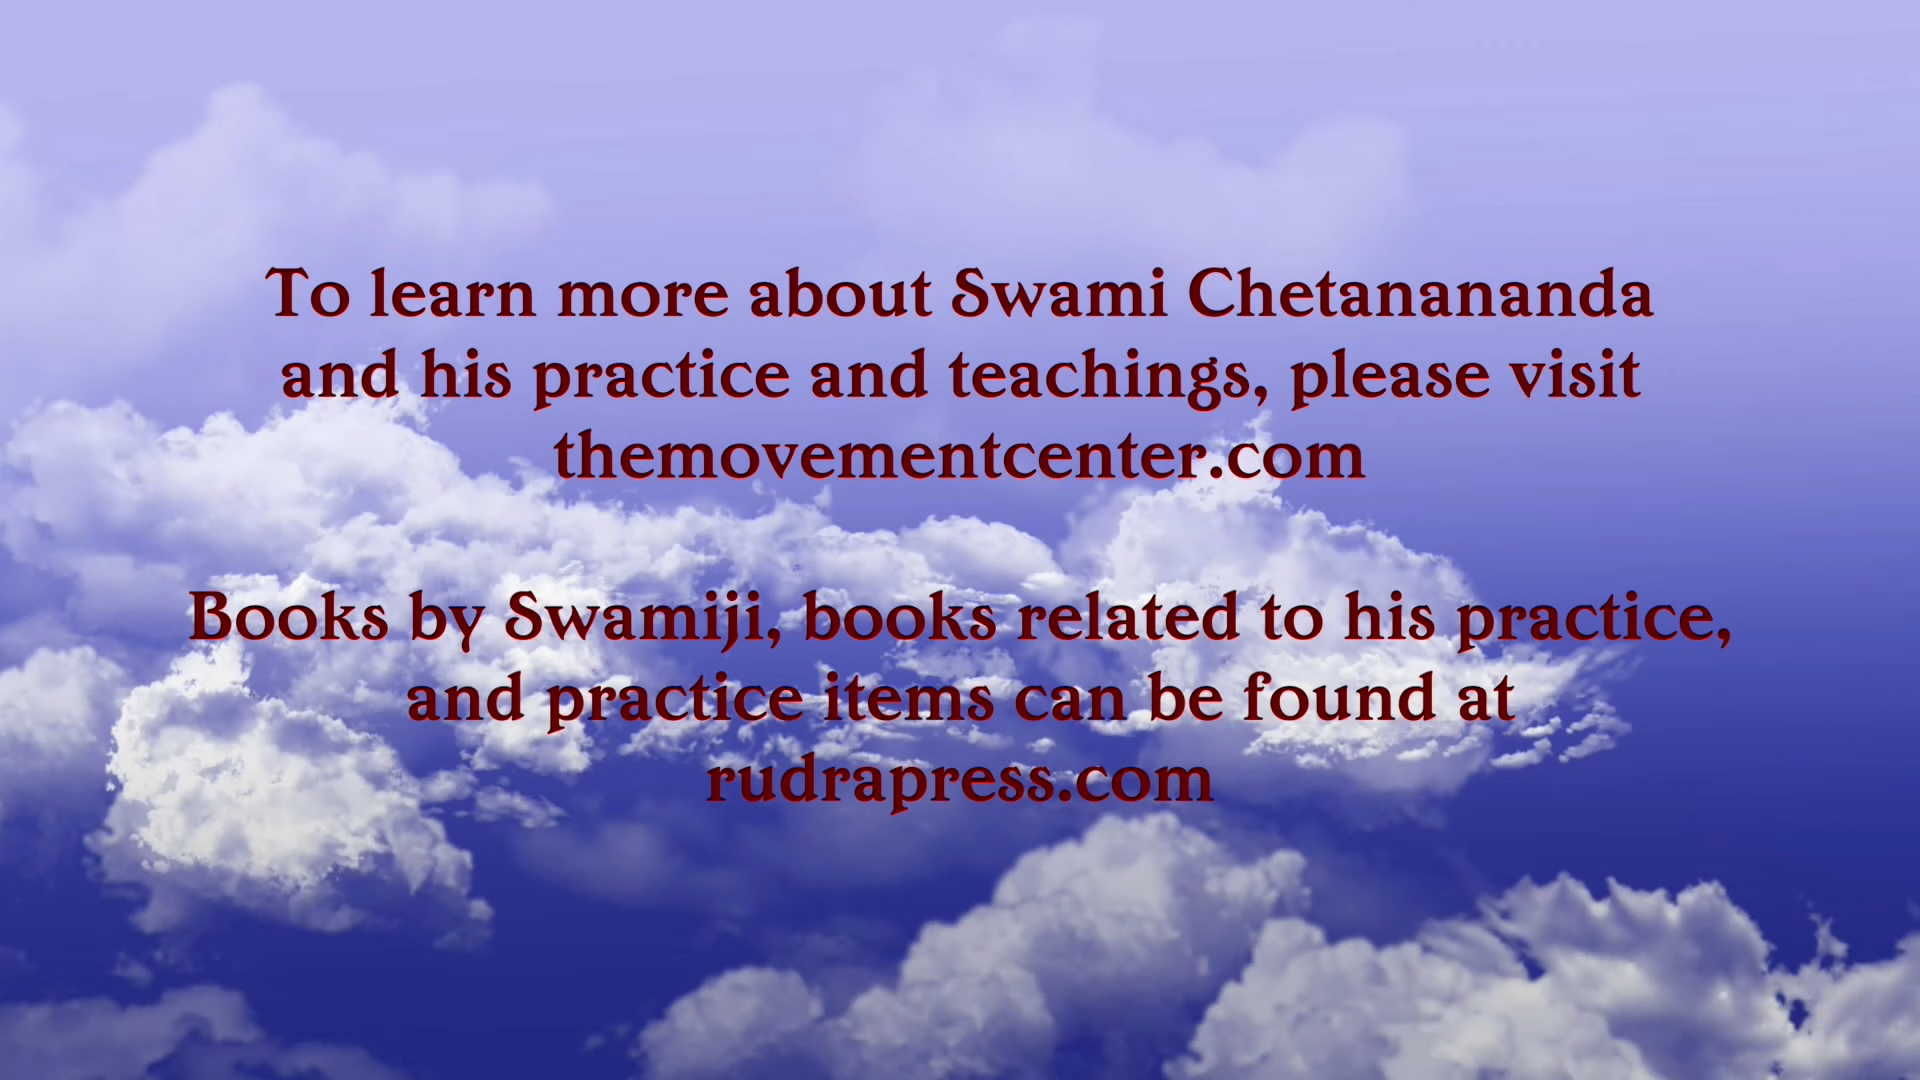 To learn more about Swami Chetanananda
and his practice and teachings, please visit
themovementcenter.com
Books by Swamiji, books related to his practice,
and practice items can be found at
rudrapress.com